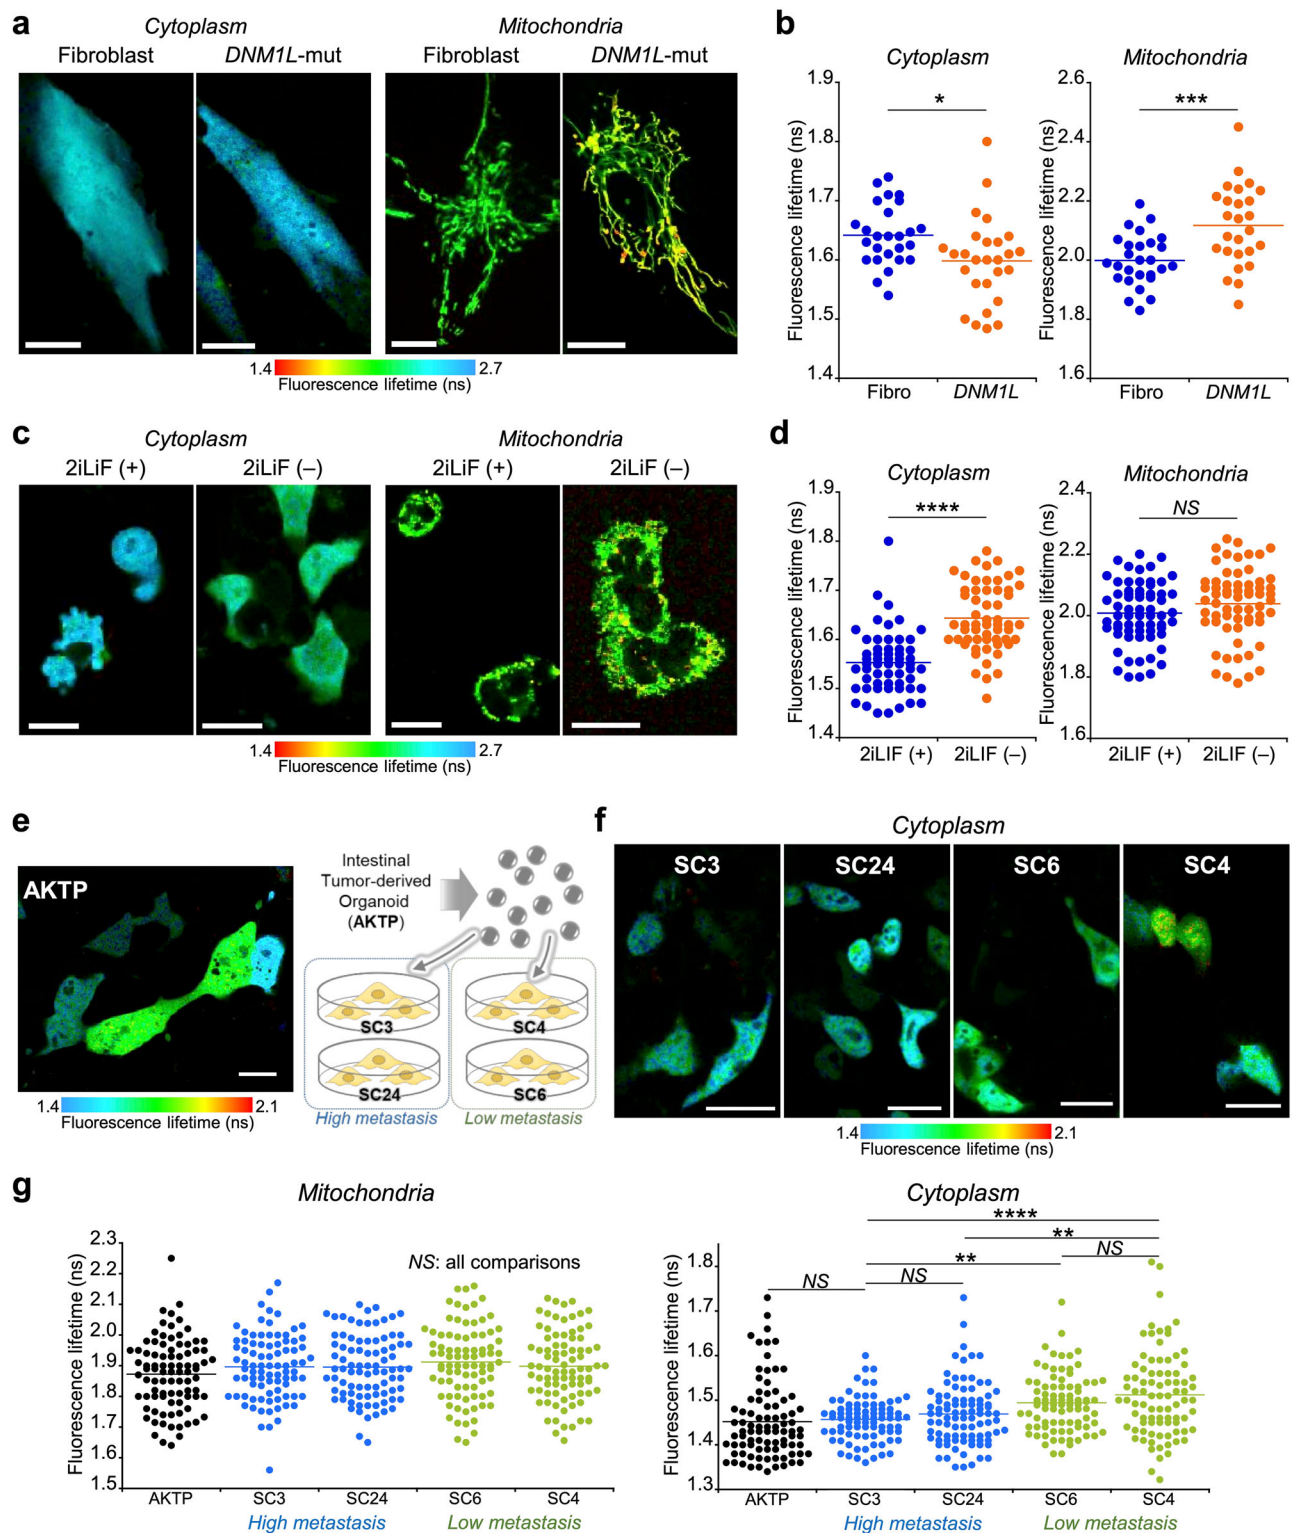 a
Cytoplasm
Mitochondria
Fibroblast
DNM1L-mut
Fibroblast
DNM1L-mut
1.4
2.7
Fluorescence lifetime (ns)
b
Cytoplasm
Mitochondria
Fluorescence lifetime (ns)
1.9
1.8
1.7
1.6
1.5
1.4
*
Fibro
DNM1L
Fluorescence lifetime (ns)
2.6
2.4
2.2
2.0
1.8
1.6
***
Fibro
DNM1L
c
Cytoplasm
Mitochondria
2iLiF (+)
2iLiF (–)
2iLiF (+)
2iLiF (–)
1.4
2.7
Fluorescence lifetime (ns)
d
Cytoplasm
Mitochondria
Fluorescence lifetime (ns)
1.9
1.8
1.7
1.6
1.5
1.4
****
2iLIF (+)
2iLIF (–)
Fluorescence lifetime (ns)
2.4
2.2
2.0
1.8
1.6
NS
2iLIF (+)
2iLIF (–)
e
AKTP
1.4
2.1
Fluorescence lifetime (ns)
Intestinal
Tumor-derived
Organoid
(AKTP)
SC3
SC4
SC24
SC6
High metastasis
Low metastasis
f
Cytoplasm
SC3
SC24
SC6
SC4
1.4
2.1
Fluorescence lifetime (ns)
g
Mitochondria
Fluorescence lifetime (ns)
2.3
2.2
2.1
2.0
1.9
1.8
1.7
1.6
1.5
NS: all comparisons
AKTP
SC3
SC24
SC6
SC4
High metastasis
Low metastasis
Cytoplasm
Fluorescence lifetime (ns)
1.8
1.7
1.6
1.5
1.4
1.3
****
**
NS
**
NS
NS
AKTP
SC3
SC24
SC6
SC4
High metastasis
Low metastasis